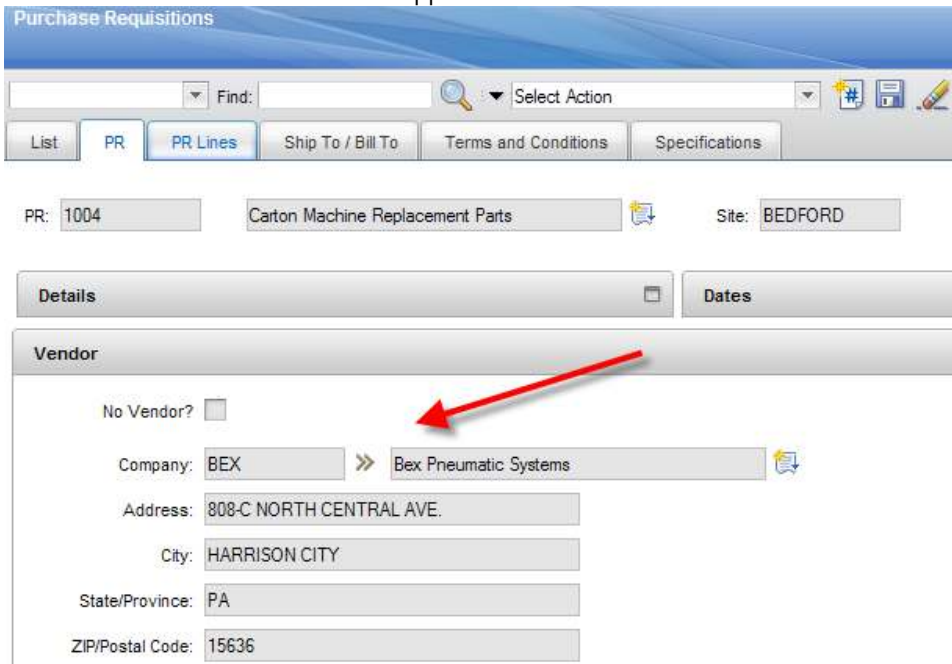 Purchase Requisitions
Find: Select Action
List PR PR Lines Ship To / Bill To Terms and Conditions Specifications
PR: 1004 Carton Machine Replacement Parts Site: BEDFORD
Details Dates
Vendor
No Vendor?
Company: BEX Bex Pneumatic Systems
Address: 808-C NORTH CENTRAL AVE.
City: HARRISON CITY
State/Province: PA
ZIP/Postal Code: 15636